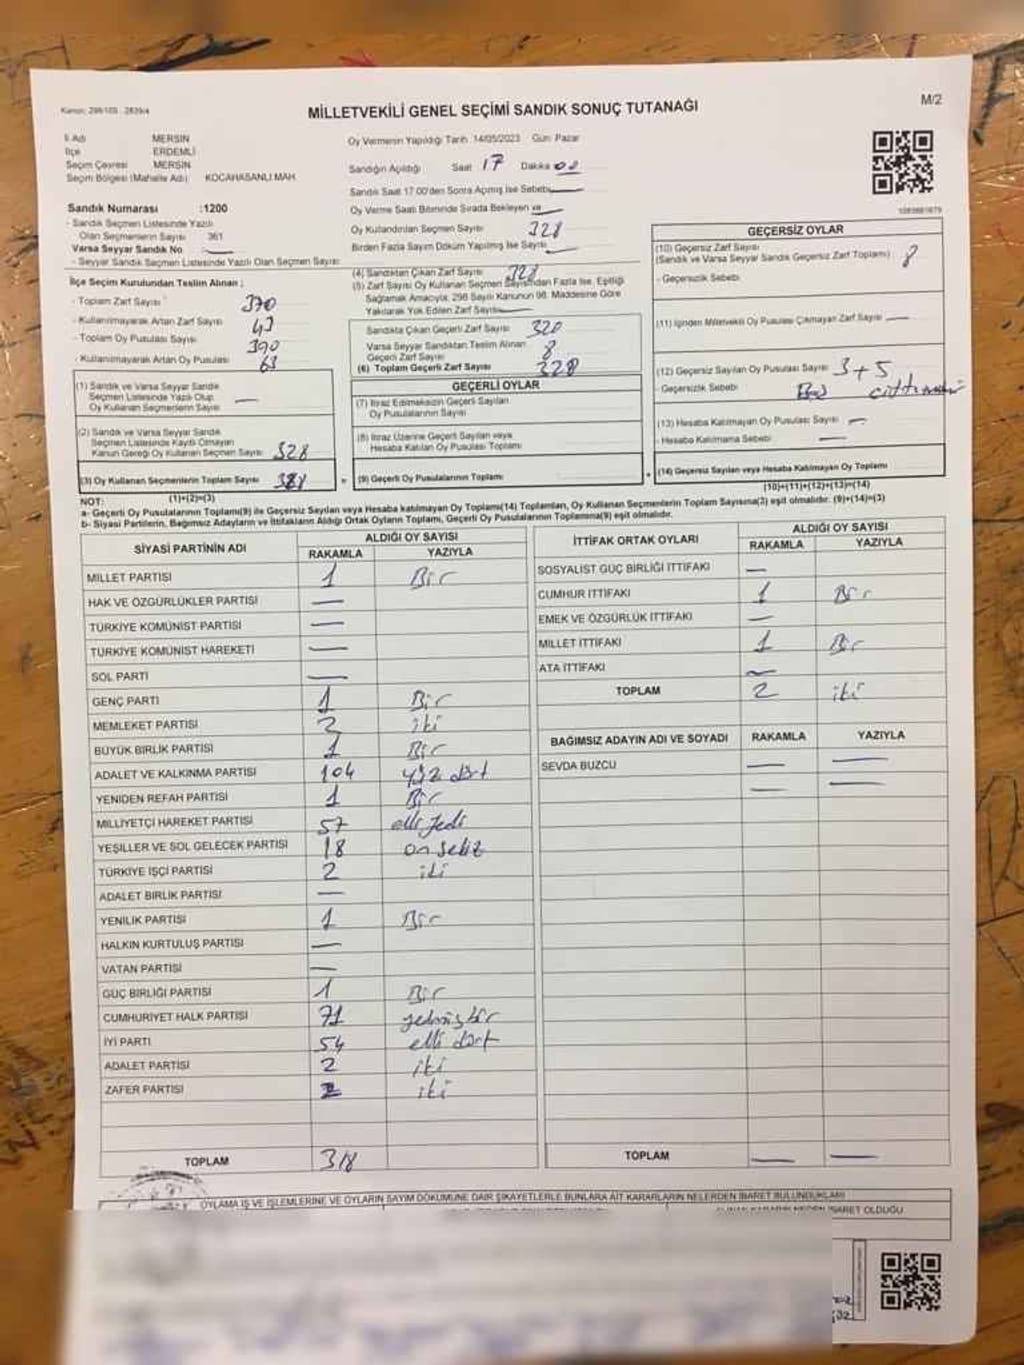 Kanun: 298/105 - 2839/4
MİLLETVEKİLİ GENEL SEÇİMİ SANDIK SONUÇ TUTANAĞI
M/2
İl Adı MERSİN
İlçe ERDEMLİ
Seçim Çevresi MERSİN
Seçim Bölgesi (Mahalle Adı) KOCAHASANLI MAH.
Sandık Numarası :1200
- Sandık Seçmen Listesinde Yazılı
Olan Seçmenlerin Sayısı 361
Varsa Seyyar Sandık No
- Seyyar Sandık Seçmen Listesinde Yazılı Olan Seçmen Sayısı
Oy Vermenin Yapıldığı Tarih 14/05/2023 Gün: Pazar
Sandığın Açıldığı Saat 17 Dakika 00
Sandık Saat 17:00'den Sonra Açılmış İse Sebebi
Oy Verme Saati Bitiminde Sırada Bekleyen
Oy Kullandırılan Seçmen Sayısı 328
Birden Fazla Sayım Döküm Yapılmış İse Sayısı
İlçe Seçim Kurulundan Teslim Alınan :
- Toplam Zarf Sayısı 370
- Kullanılmayarak Artan Zarf Sayısı 43
- Toplam Oy Pusulası Sayısı 390
- Kullanılmayarak Artan Oy Pusulası 63
(4) Sandıktan Çıkan Zarf Sayısı 328
(5) Zarf Sayısı Oy Kullanan Seçmen Sayısından Fazla İse, Eşitliği
Sağlamak Amacıyla; 298 Sayılı Kanunun 98. Maddesine Göre
Yakılarak Yok Edilen Zarf Sayısı
Sandıkta Çıkan Geçerli Zarf Sayısı 320
Varsa Seyyar Sandıktan Teslim Alınan
Geçerli Zarf Sayısı 8
(6) Toplam Geçerli Zarf Sayısı 328
GEÇERSİZ OYLAR
(10) Geçersiz Zarf Sayısı
(Sandık ve Varsa Seyyar Sandık Geçersiz Zarf Toplamı) 8
- Geçersizlik Sebebi
(11) İçinden Milletvekili Oy Pusulası Çıkmayan Zarf Sayısı —
(12) Geçersiz Sayılan Oy Pusulası Sayısı 3+5
- Geçersizlik Sebebi
(13) Hesaba Katılmayan Oy Pusulası Sayısı —
- Hesaba Katılmama Sebebi —
(14) Geçersiz Sayılan veya Hesaba Katılmayan Oy Toplamı
(10)+(11)+(12)+(13)=(14)
(1) Sandık ve Varsa Seyyar Sandık
Seçmen Listesinde Yazılı Olup
Oy Kullanan Seçmenlerin Sayısı —
(2) Sandık ve Varsa Seyyar Sandık
Seçmen Listesinde Kayıtlı Olmayan
Kanun Gereği Oy Kullanan Seçmen Sayısı 328
(3) Oy Kullanan Seçmenlerin Toplam Sayısı
(1)+(2)=(3)
GEÇERLİ OYLAR
(7) İtiraz Edilmeksizin Geçerli Sayılan
Oy Pusulalarının Sayısı
(8) İtiraz Üzerine Geçerli Sayılan veya
Hesaba Katılan Oy Pusulası Toplamı
(9) Geçerli Oy Pusulalarının Toplamı
NOT:
a- Geçerli Oy Pusulalarının Toplamı(9) ile Geçersiz Sayılan veya Hesaba katılmayan Oy Toplamı(14) Toplamları, Oy Kullanan Seçmenlerin Toplam Sayısına(3) eşit olmalıdır. (9)+(14)=(3)
b- Siyasi Partilerin, Bağımsız Adayların ve İttifakların Aldığı Ortak Oyların Toplamı, Geçerli Oy Pusulalarının Toplamına(9) eşit olmalıdır.
SİYASİ PARTİNİN ADI ALDIĞI OY SAYISI
RAKAMLA YAZIYLA
MİLLET PARTİSİ 1 Bir
HAK VE ÖZGÜRLÜKLER PARTİSİ —
TÜRKİYE KOMÜNİST PARTİSİ —
TÜRKİYE KOMÜNİST HAREKETİ —
SOL PARTİ —
GENÇ PARTİ 1 Bir
MEMLEKET PARTİSİ 2 iki
BÜYÜK BİRLİK PARTİSİ 1 Bir
ADALET VE KALKINMA PARTİSİ 104 yüz dört
YENİDEN REFAH PARTİSİ 1 Bir
MİLLİYETÇİ HAREKET PARTİSİ 57 elli yedi
YEŞİLLER VE SOL GELECEK PARTİSİ 18 on sekiz
TÜRKİYE İŞÇİ PARTİSİ 2 iki
ADALET BİRLİK PARTİSİ —
YENİLİK PARTİSİ 1 Bir
HALKIN KURTULUŞ PARTİSİ —
VATAN PARTİSİ —
GÜÇ BİRLİĞİ PARTİSİ 1 Bir
CUMHURİYET HALK PARTİSİ 71 yedmiş bir
İYİ PARTİ 54 elli dört
ADALET PARTİSİ 2 iki
ZAFER PARTİSİ 2 iki
TOPLAM 318
İTTİFAK ORTAK OYLARI ALDIĞI OY SAYISI
RAKAMLA YAZIYLA
SOSYALİST GÜÇ BİRLİĞİ İTTİFAKI —
CUMHUR İTTİFAKI 1 Bir
EMEK VE ÖZGÜRLÜK İTTİFAKI —
MİLLET İTTİFAKI 1 Bir
ATA İTTİFAKI —
TOPLAM 2 iki
BAĞIMSIZ ADAYIN ADI VE SOYADI RAKAMLA YAZIYLA
SEVDA BUZCU — —
— —
TOPLAM — —
OYLAMA İŞ VE İŞLEMLERİNE VE OYLARIN SAYIM DÖKÜMÜNE DAİR ŞİKAYETLERLE BUNLARA AİT KARARLARIN NELERDEN İBARET BULUNDUKLARI